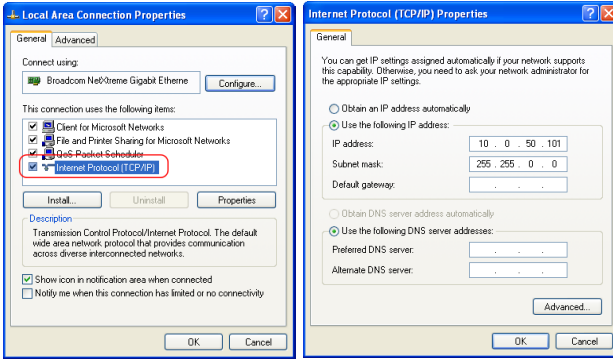 Local Area Connection Properties
General
Advanced
Connect using:
Broadcom NetXtreme Gigabit Etherne
Configure...
This connection uses the following items:
Client for Microsoft Networks
File and Printer Sharing for Microsoft Networks
QoS Packet Scheduler
Internet Protocol (TCP/IP)
Install...
Uninstall
Properties
Description
Transmission Control Protocol/Internet Protocol. The default
wide area network protocol that provides communication
across diverse interconnected networks.
Show icon in notification area when connected
Notify me when this connection has limited or no connectivity
OK
Cancel
Internet Protocol (TCP/IP) Properties
General
You can get IP settings assigned automatically if your network supports
this capability. Otherwise, you need to ask your network administrator for
the appropriate IP settings.
Obtain an IP address automatically
Use the following IP address:
IP address: 10 . 0 . 50 . 101
Subnet mask: 255 . 255 . 0 . 0
Default gateway: . . .
Obtain DNS server address automatically
Use the following DNS server addresses:
Preferred DNS server: . . .
Alternate DNS server: . . .
Advanced...
OK
Cancel